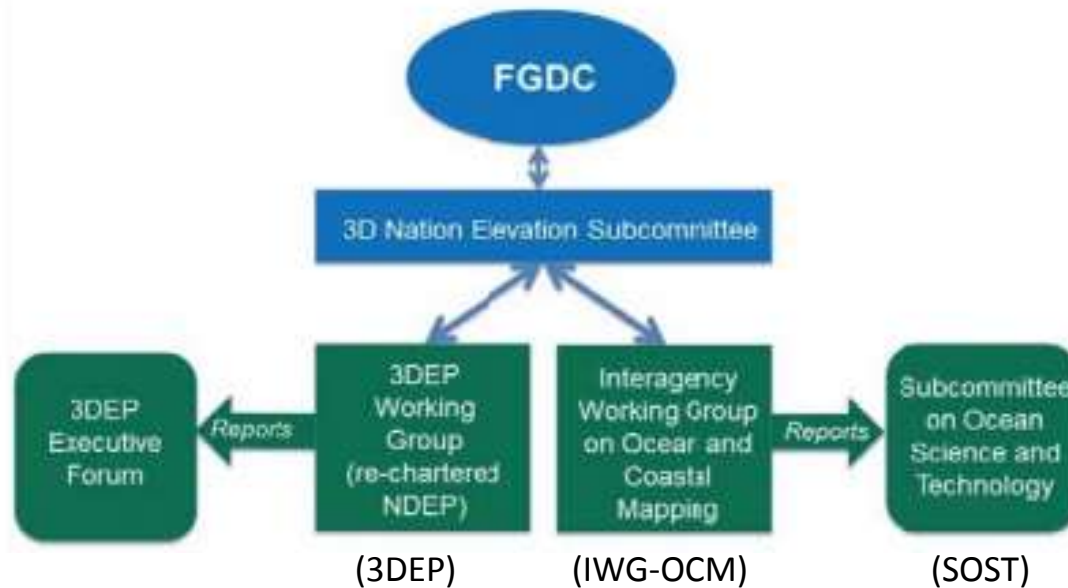 FGDC
3D Nation Elevation Subcommittee
3DEP
Executive
Forum
Reports
3DEP
Working
Group
(re-chartered
NDEP)
Interagency
Working Group
on Ocean and
Coastal
Mapping
Reports
Subcommittee
on Ocean
Science and
Technology
(3DEP)
(IWG-OCM)
(SOST)